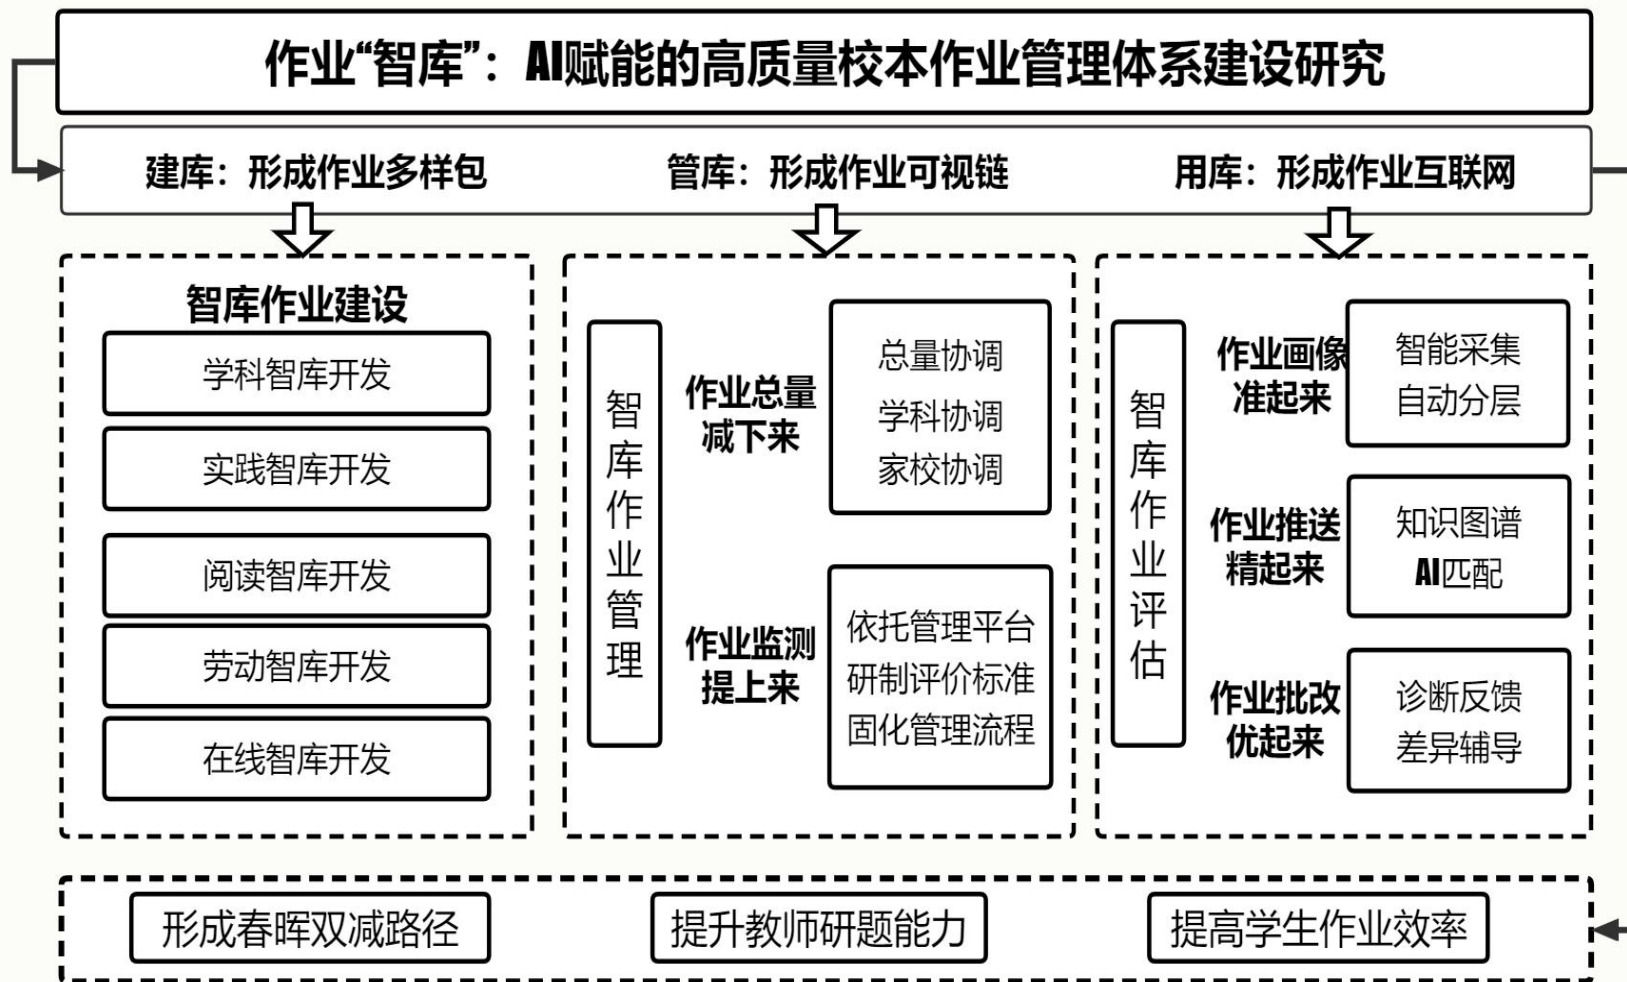 作业“智库”：AI赋能的高质量校本作业管理体系建设研究
建库：形成作业多样包
管库：形成作业可视链
用库：形成作业互联网
智库作业建设
学科智库开发
实践智库开发
阅读智库开发
劳动智库开发
在线智库开发
智库作业管理
作业总量
减下来
总量协调
学科协调
家校协调
作业监测
提上来
依托管理平台
研制评价标准
固化管理流程
智库作业评估
作业画像
准起来
智能采集
自动分层
作业推送
精起来
知识图谱
AI匹配
作业批改
优起来
诊断反馈
差异辅导
形成春晖双减路径
提升教师研题能力
提高学生作业效率